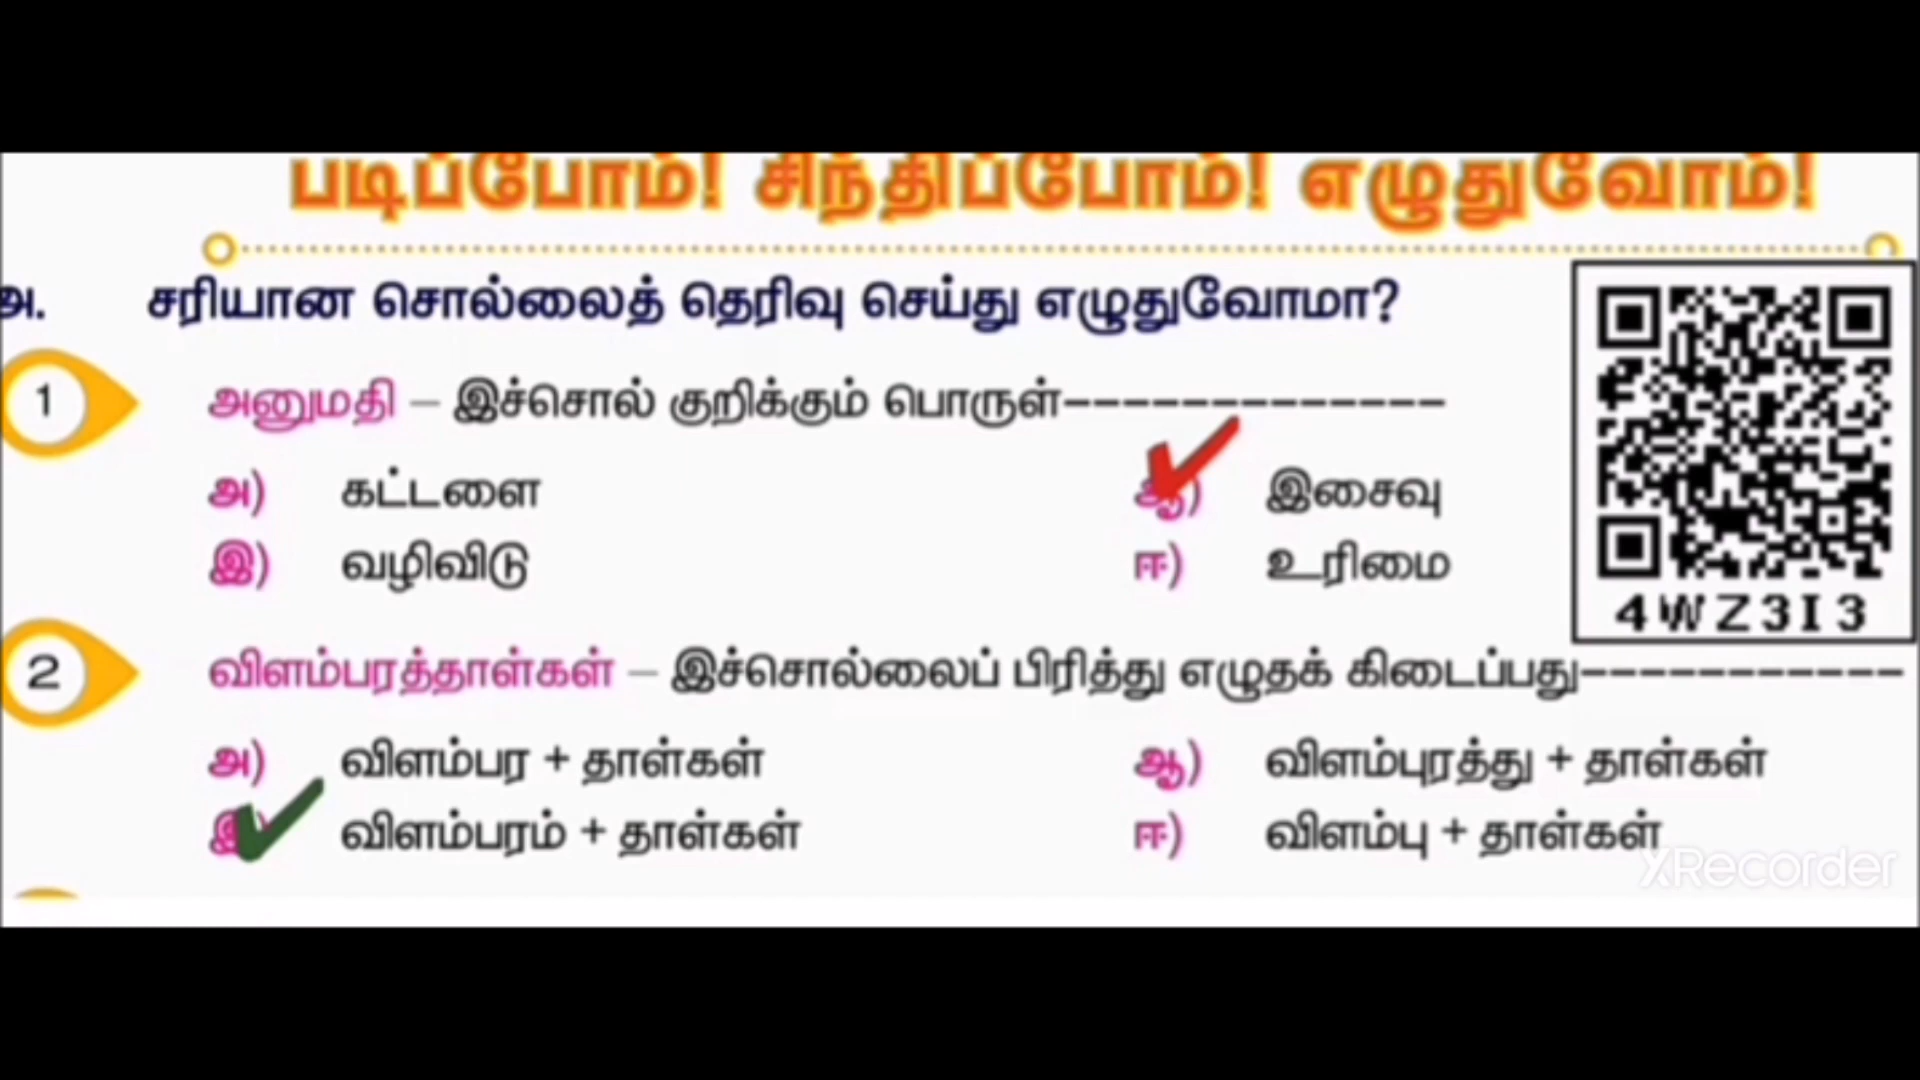 படிப்போம்! சிந்திப்போம்! எழுதுவோம்!
அ. சரியான சொல்லைத் தெரிவு செய்து எழுதுவோமா?
1 அனுமதி – இச்சொல் குறிக்கும் பொருள்-------------
அ) கட்டளை ஆ) இசைவு
இ) வழிவிடு ஈ) உரிமை
4WZ3I3
2 விளம்பரத்தாள்கள் – இச்சொல்லைப் பிரித்து எழுதக் கிடைப்பது-----------
அ) விளம்பர + தாள்கள் ஆ) விளம்புரத்து + தாள்கள்
இ) விளம்பரம் + தாள்கள் ஈ) விளம்பு + தாள்கள்
XRecorder